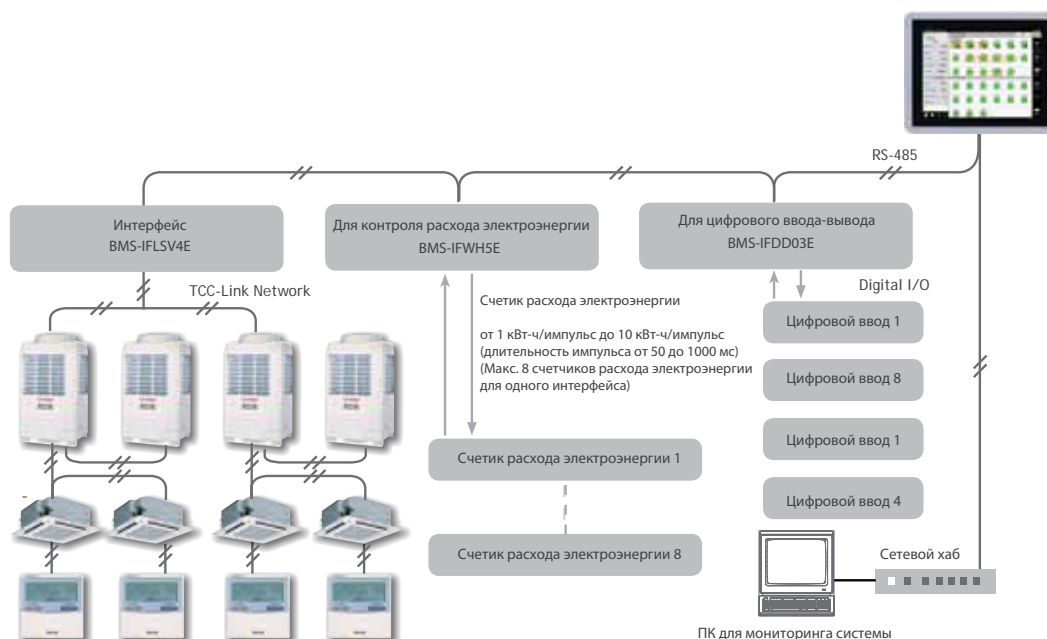 RS-485
Интерфейс
BMS-IFLSV4E
Для контроля расхода электроэнергии
BMS-IFWH5E
Для цифрового ввода-вывода
BMS-IFDD03E
TCC-Link Network
Digital I/O
Счетик расхода электроэнергии
от 1 кВт-ч/импульс до 10 кВт-ч/импульс
(длительность импульса от 50 до 1000 мс)
(Макс. 8 счетчиков расхода электроэнергии
для одного интерфейса)
Цифровой ввод 1
Цифровой ввод 8
Цифровой ввод 1
Цифровой ввод 4
Счетик расхода электроэнергии 1
Счетик расхода электроэнергии 8
Сетевой хаб
ПК для мониторинга системы